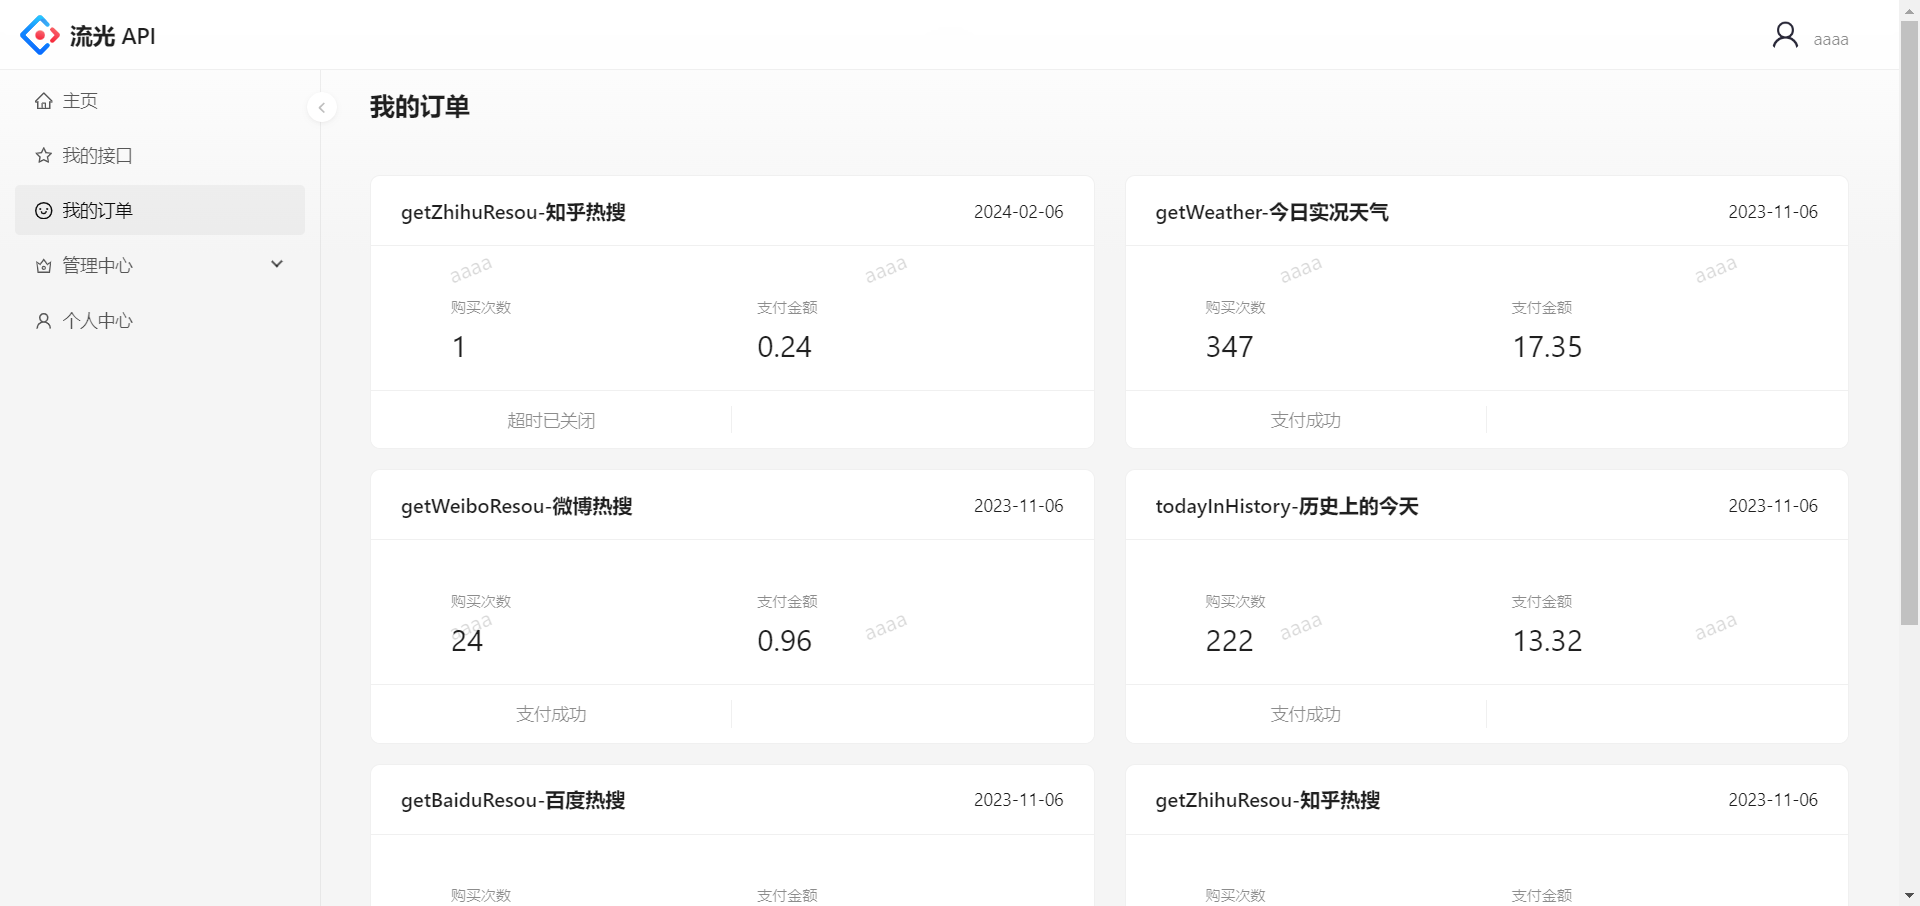 流光 API
aaaa
主页
我的接口
我的订单
管理中心
个人中心
我的订单
getZhihuResou-知乎热搜
2024-02-06
aaaa
aaaa
购买次数
支付金额
1
0.24
超时已关闭
getWeather-今日实况天气
2023-11-06
aaaa
aaaa
购买次数
支付金额
347
17.35
支付成功
getWeiboResou-微博热搜
2023-11-06
购买次数
支付金额
aaaa
aaaa
24
0.96
支付成功
todayInHistory-历史上的今天
2023-11-06
购买次数
支付金额
aaaa
aaaa
222
13.32
支付成功
getBaiduResou-百度热搜
2023-11-06
购买次数
支付金额
getZhihuResou-知乎热搜
2023-11-06
购买次数
支付金额